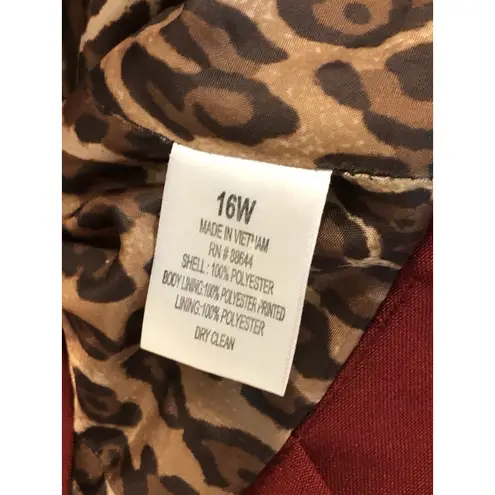 16W
MADE IN VIETNAM
RN # 88644
SHELL : 100% POLYESTER
BODY LINING:100% POLYESTER PRINTED
LINING:100% POLYESTER
DRY CLEAN